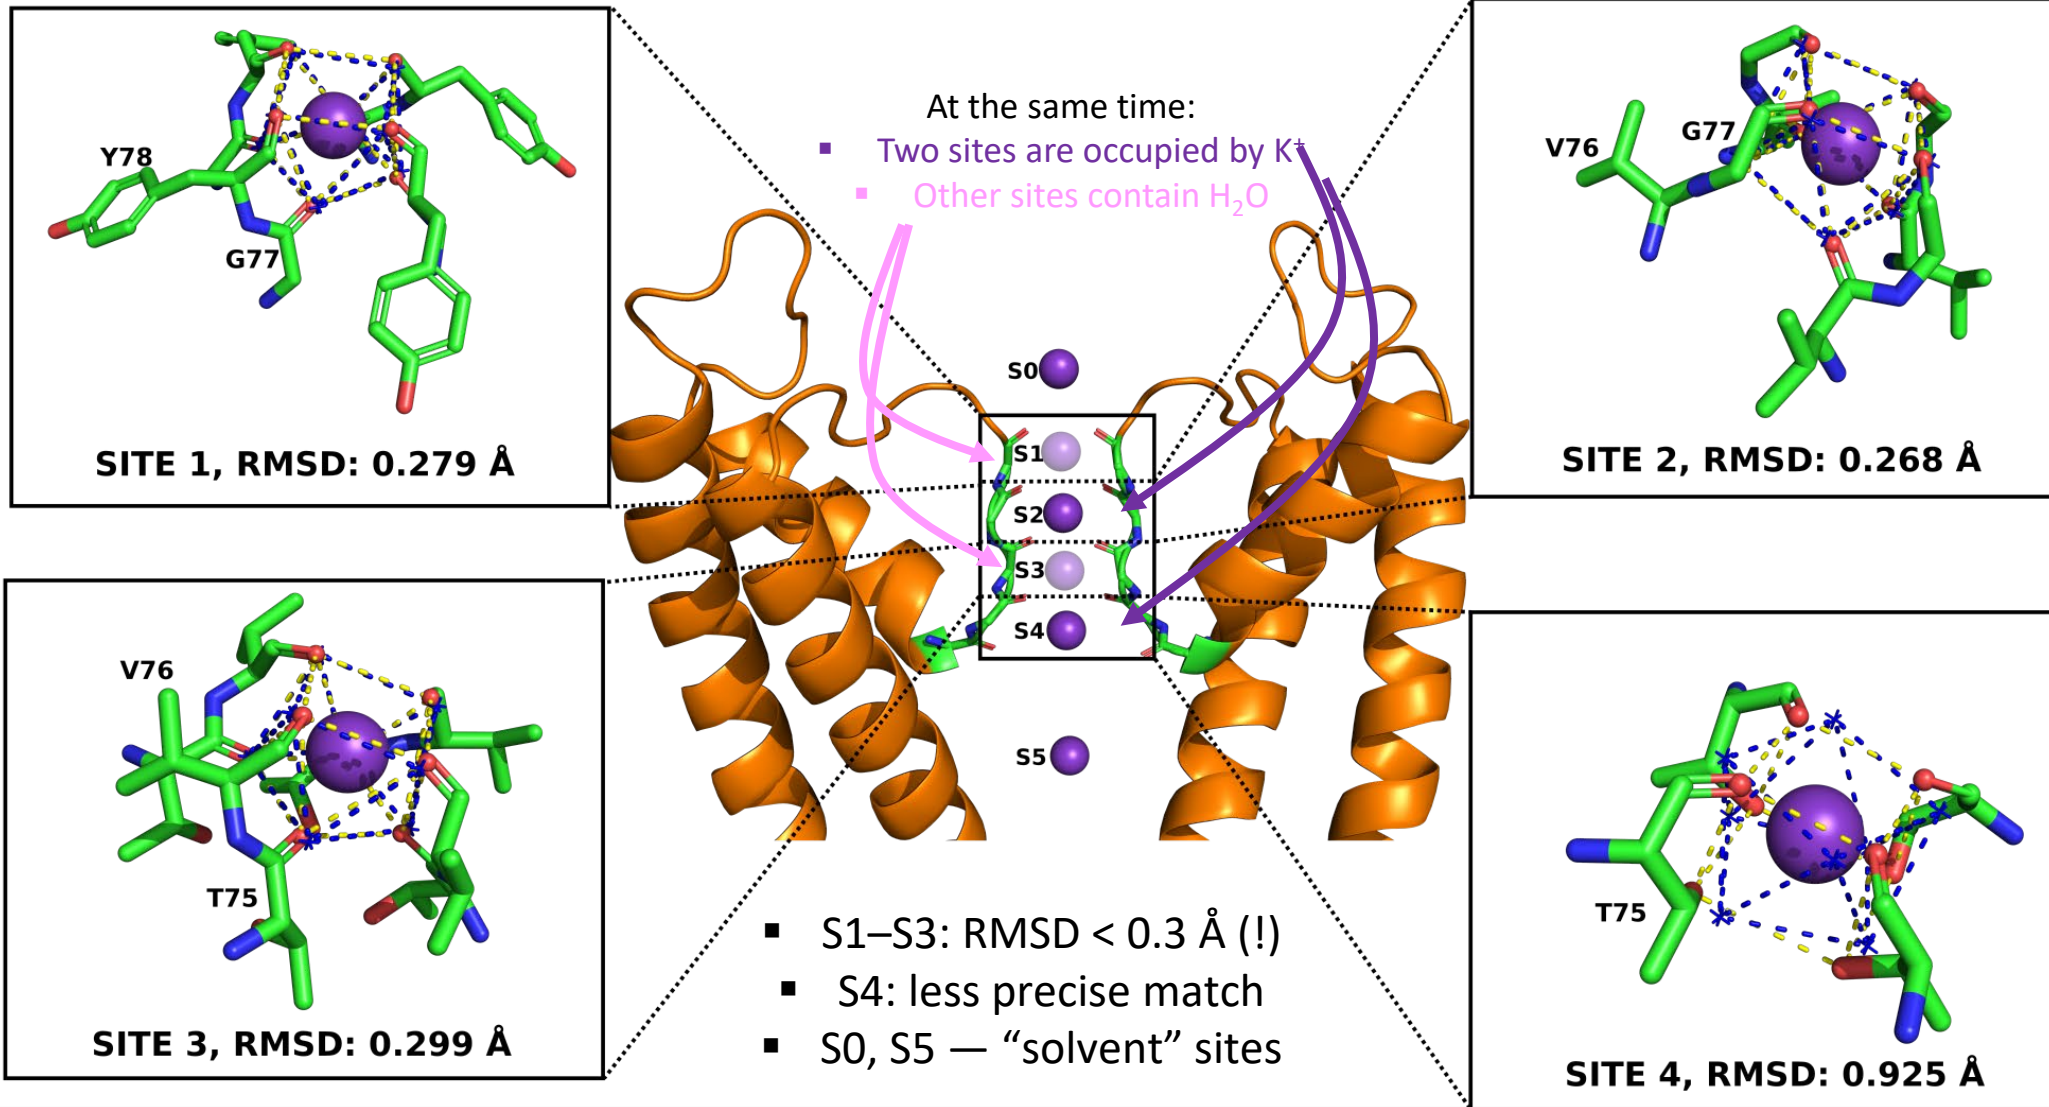 Y78
G77
SITE 1, RMSD: 0.279 Å
At the same time:
▪ Two sites are occupied by K⁺
▪ Other sites contain H₂O
V76
G77
SITE 2, RMSD: 0.268 Å
S0
S1
S2
S3
S4
S5
V76
T75
SITE 3, RMSD: 0.299 Å
▪ S1–S3: RMSD < 0.3 Å (!)
▪ S4: less precise match
▪ S0, S5 — “solvent” sites
T75
SITE 4, RMSD: 0.925 Å